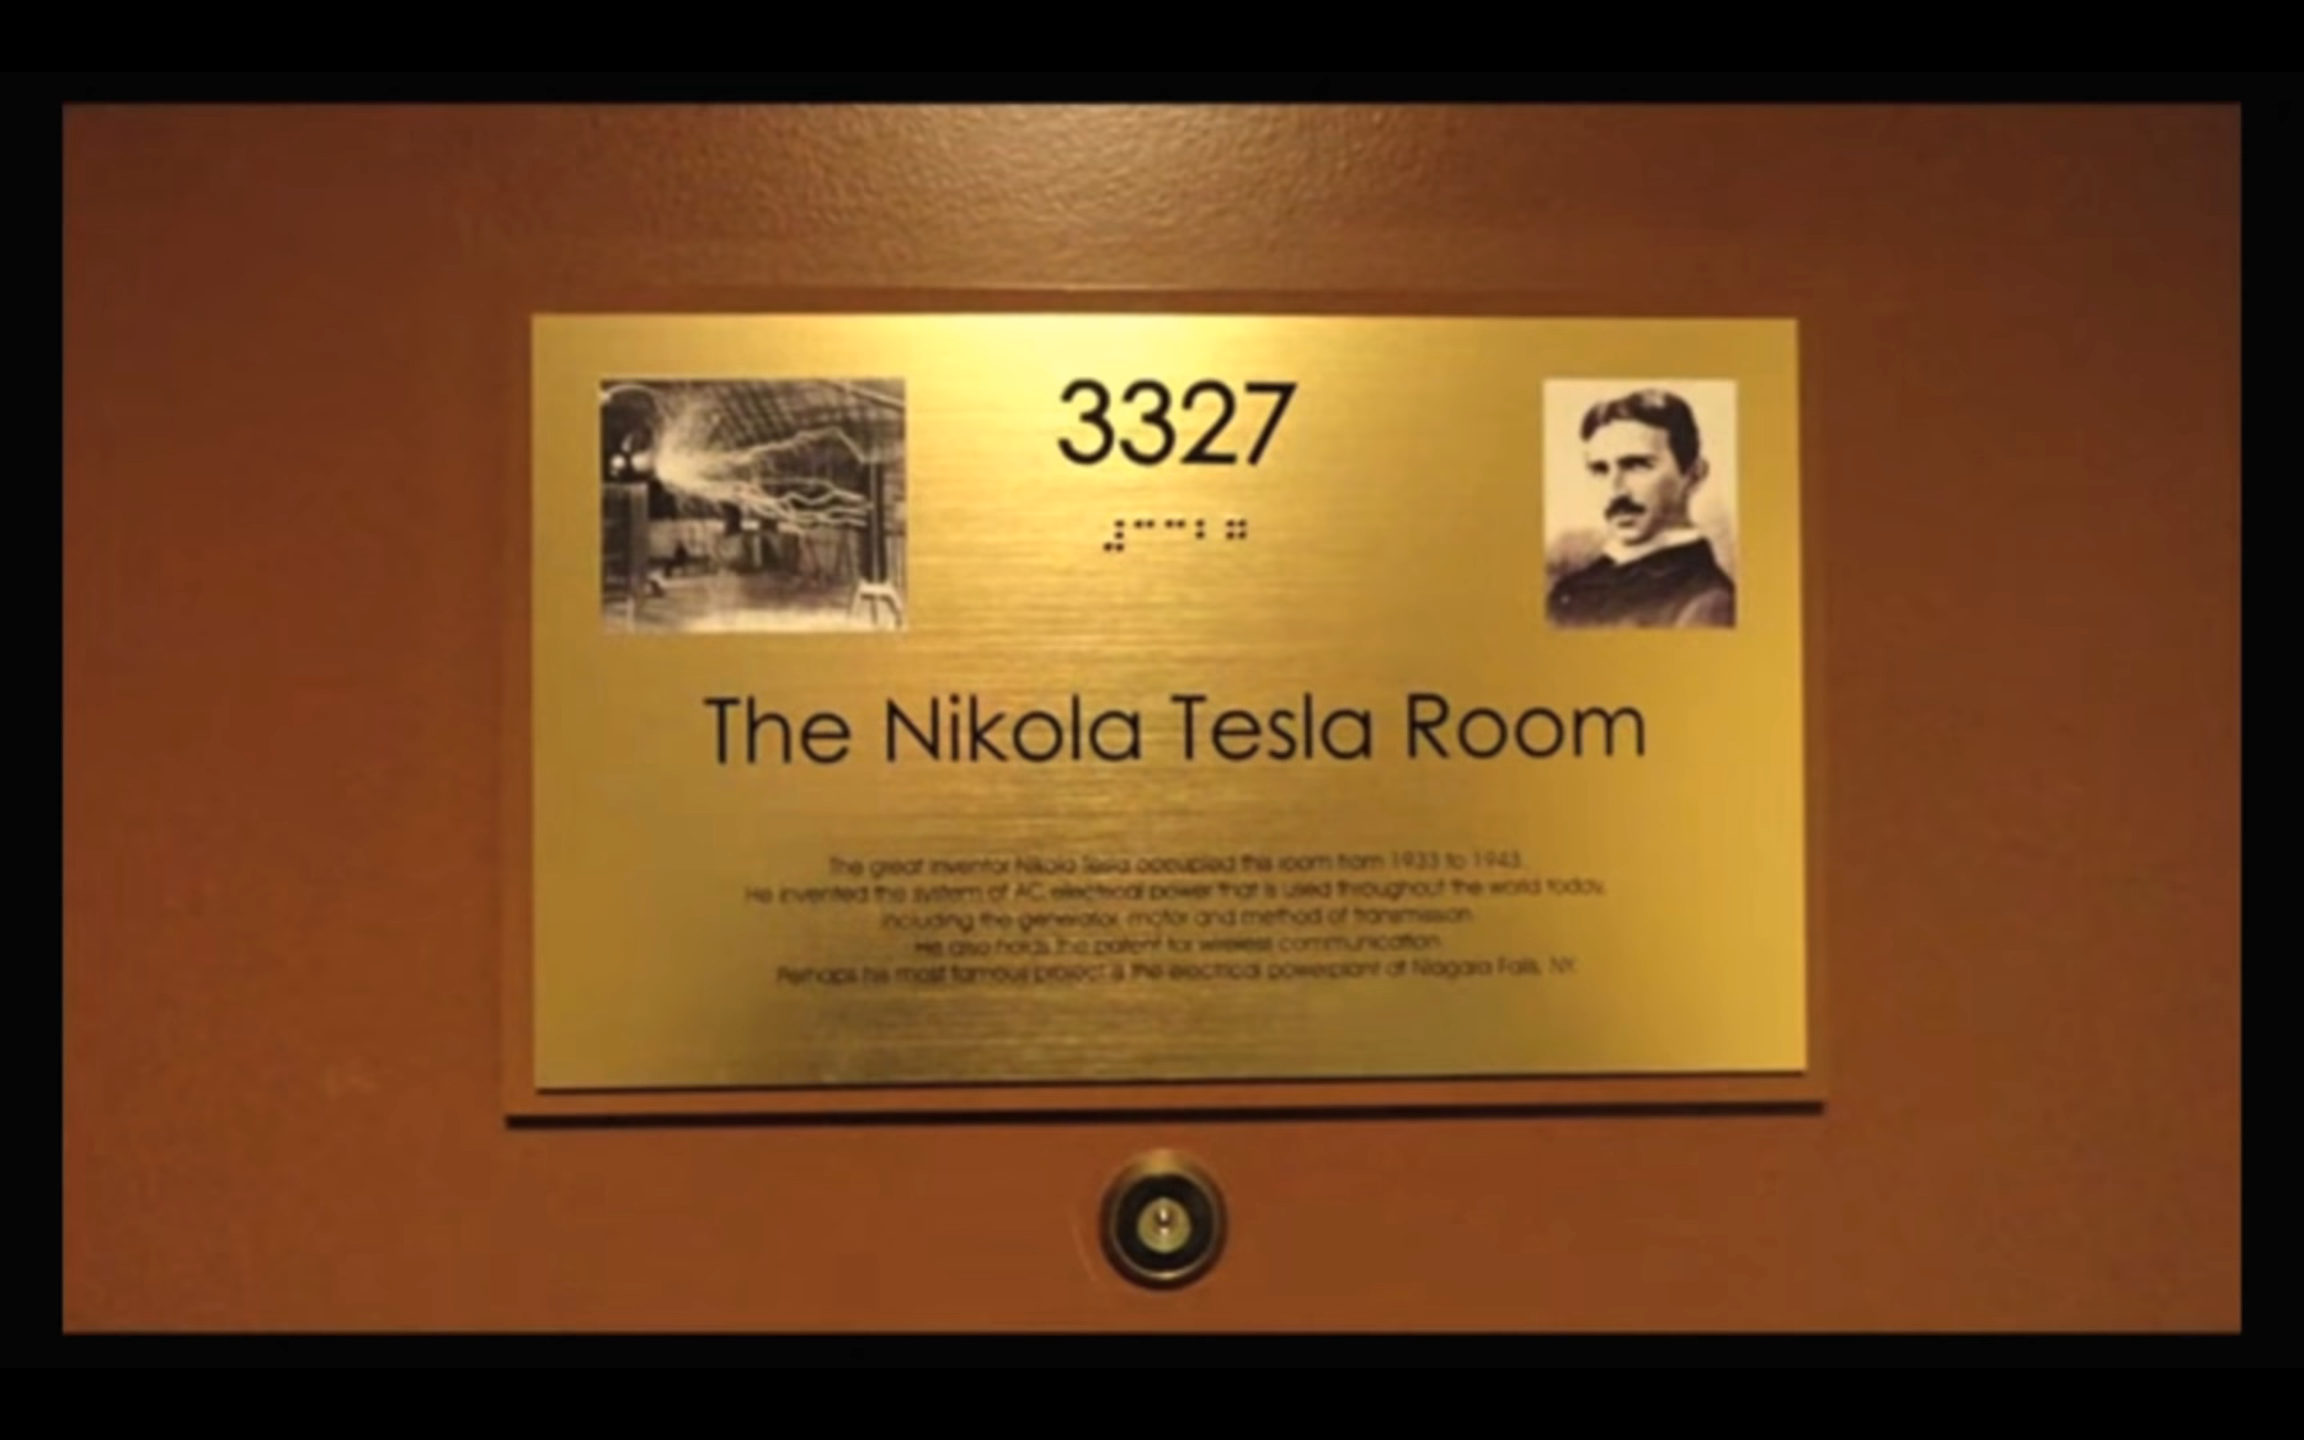 3327
⠼⠉⠉⠃⠛
The Nikola Tesla Room
The great inventor Nikola Tesla occupied this room from 1933 to 1943.
He invented the system of AC electrical power that is used throughout the world today,
including the generator, motor and method of transmission.
He also holds the patent for wireless communication.
Perhaps his most famous project is the electrical powerplant at Niagara Falls, NY.